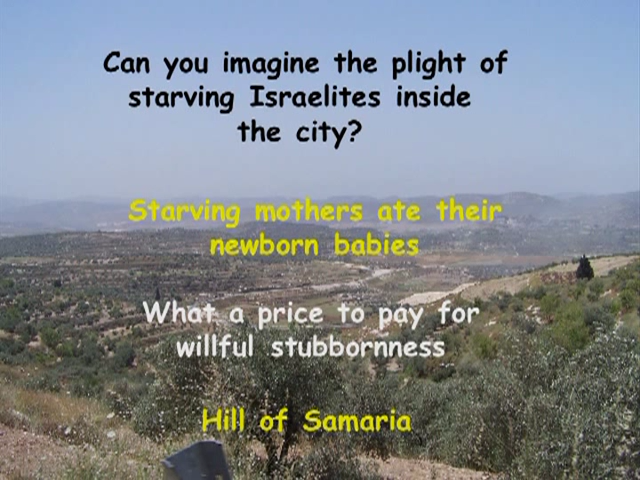 Can you imagine the plight of
starving Israelites inside
the city?
Starving mothers ate their
newborn babies
What a price to pay for
willful stubbornness
Hill of Samaria